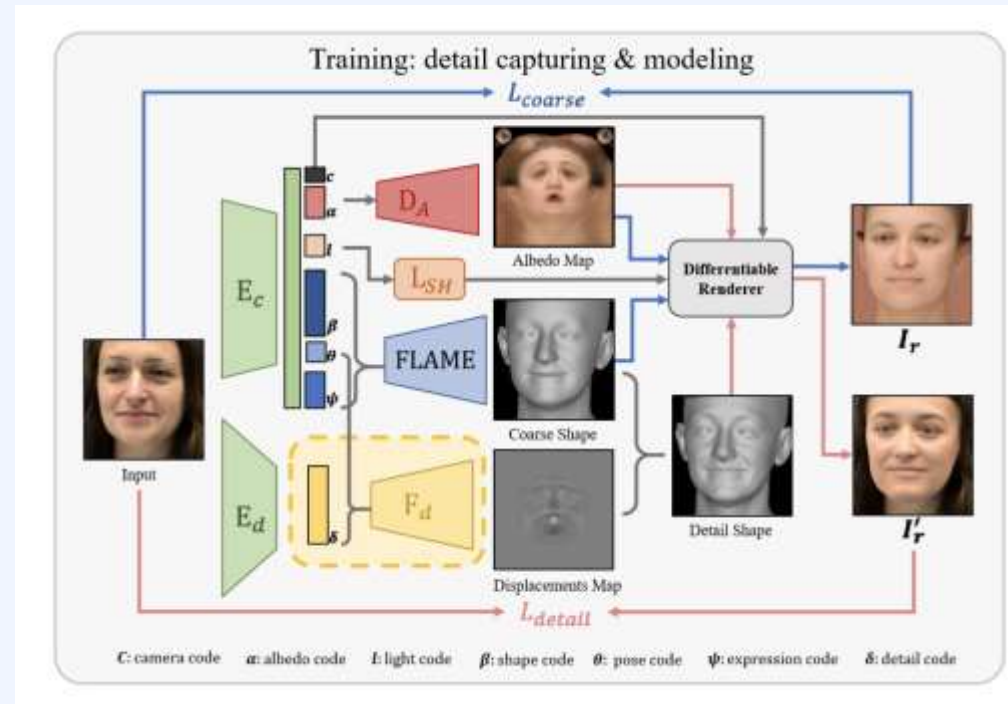 Training: detail capturing & modeling
L_coarse
c
α
D_A
Albedo Map
l
L_SH
Differentiable
Renderer
E_c
β
θ
ψ
FLAME
Coarse Shape
I_r
Input
E_d
δ
F_d
Displacements Map
Detail Shape
I'_r
L_detail
C: camera code α: albedo code l: light code β: shape code θ: pose code ψ: expression code δ: detail code